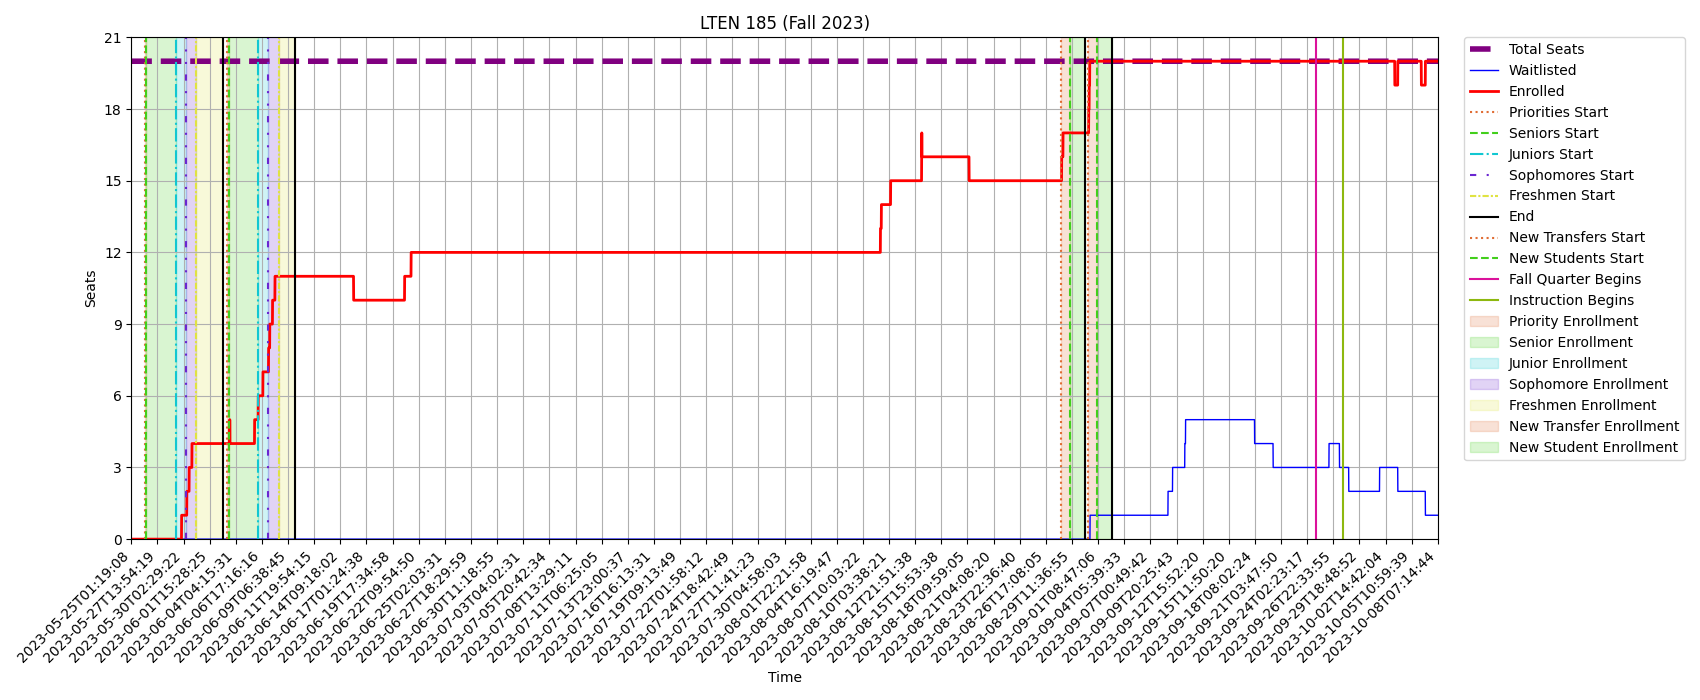 LTEN 185 (Fall 2023)
21
18
15
12
9
6
3
0
Seats
2023-05-25T01:19:08
2023-05-27T13:54:19
2023-05-30T02:29:22
2023-06-01T15:28:25
2023-06-04T04:15:31
2023-06-06T17:16:16
2023-06-09T06:38:45
2023-06-11T19:54:15
2023-06-14T09:18:02
2023-06-17T01:24:38
2023-06-19T17:34:58
2023-06-22T09:54:50
2023-06-25T02:03:31
2023-06-27T18:29:59
2023-06-30T11:18:55
2023-07-03T04:02:31
2023-07-05T20:42:34
2023-07-08T13:29:11
2023-07-11T06:25:05
2023-07-13T23:00:37
2023-07-16T16:13:31
2023-07-19T09:13:49
2023-07-22T01:58:12
2023-07-24T18:42:49
2023-07-27T11:41:23
2023-07-30T04:58:03
2023-08-01T22:21:58
2023-08-04T16:19:47
2023-08-07T10:03:22
2023-08-10T03:38:21
2023-08-12T21:51:38
2023-08-15T15:53:38
2023-08-18T09:59:05
2023-08-21T04:08:20
2023-08-23T22:36:40
2023-08-26T17:08:05
2023-08-29T11:36:55
2023-09-01T08:47:06
2023-09-04T05:39:33
2023-09-07T00:49:42
2023-09-09T20:25:43
2023-09-12T15:52:20
2023-09-15T11:50:20
2023-09-18T08:02:24
2023-09-21T03:47:50
2023-09-24T02:23:17
2023-09-26T22:33:55
2023-09-29T18:48:52
2023-10-02T14:42:04
2023-10-05T10:59:39
2023-10-08T07:14:44
Time
Total Seats
Waitlisted
Enrolled
Priorities Start
Seniors Start
Juniors Start
Sophomores Start
Freshmen Start
End
New Transfers Start
New Students Start
Fall Quarter Begins
Instruction Begins
Priority Enrollment
Senior Enrollment
Junior Enrollment
Sophomore Enrollment
Freshmen Enrollment
New Transfer Enrollment
New Student Enrollment